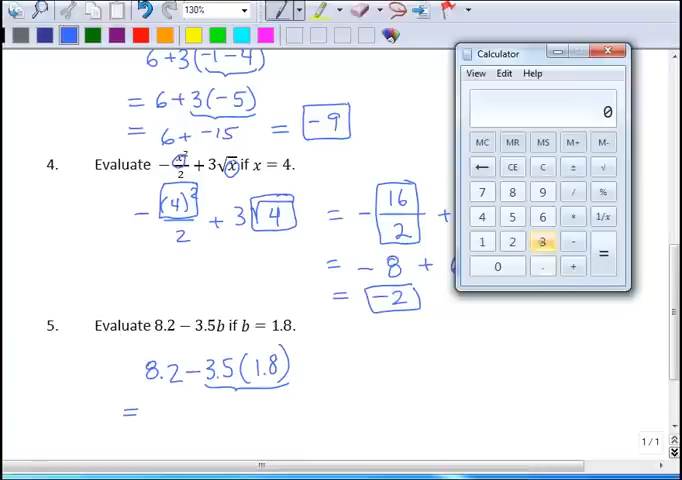 130%
6+3(-1-4)
= 6+3(-5)
= 6+ -15 = -9
4. Evaluate -x²/2 + 3√x if x = 4.
-(4)²/2 + 3√4 = -16/2 +
= -8 +
= -2
5. Evaluate 8.2 − 3.5b if b = 1.8.
8.2-3.5(1.8)
=
Calculator
View Edit Help
0
MC MR MS M+ M-
← CE C ± √
7 8 9 / %
4 5 6 * 1/x
1 2 3 - =
0 . +
1 / 1